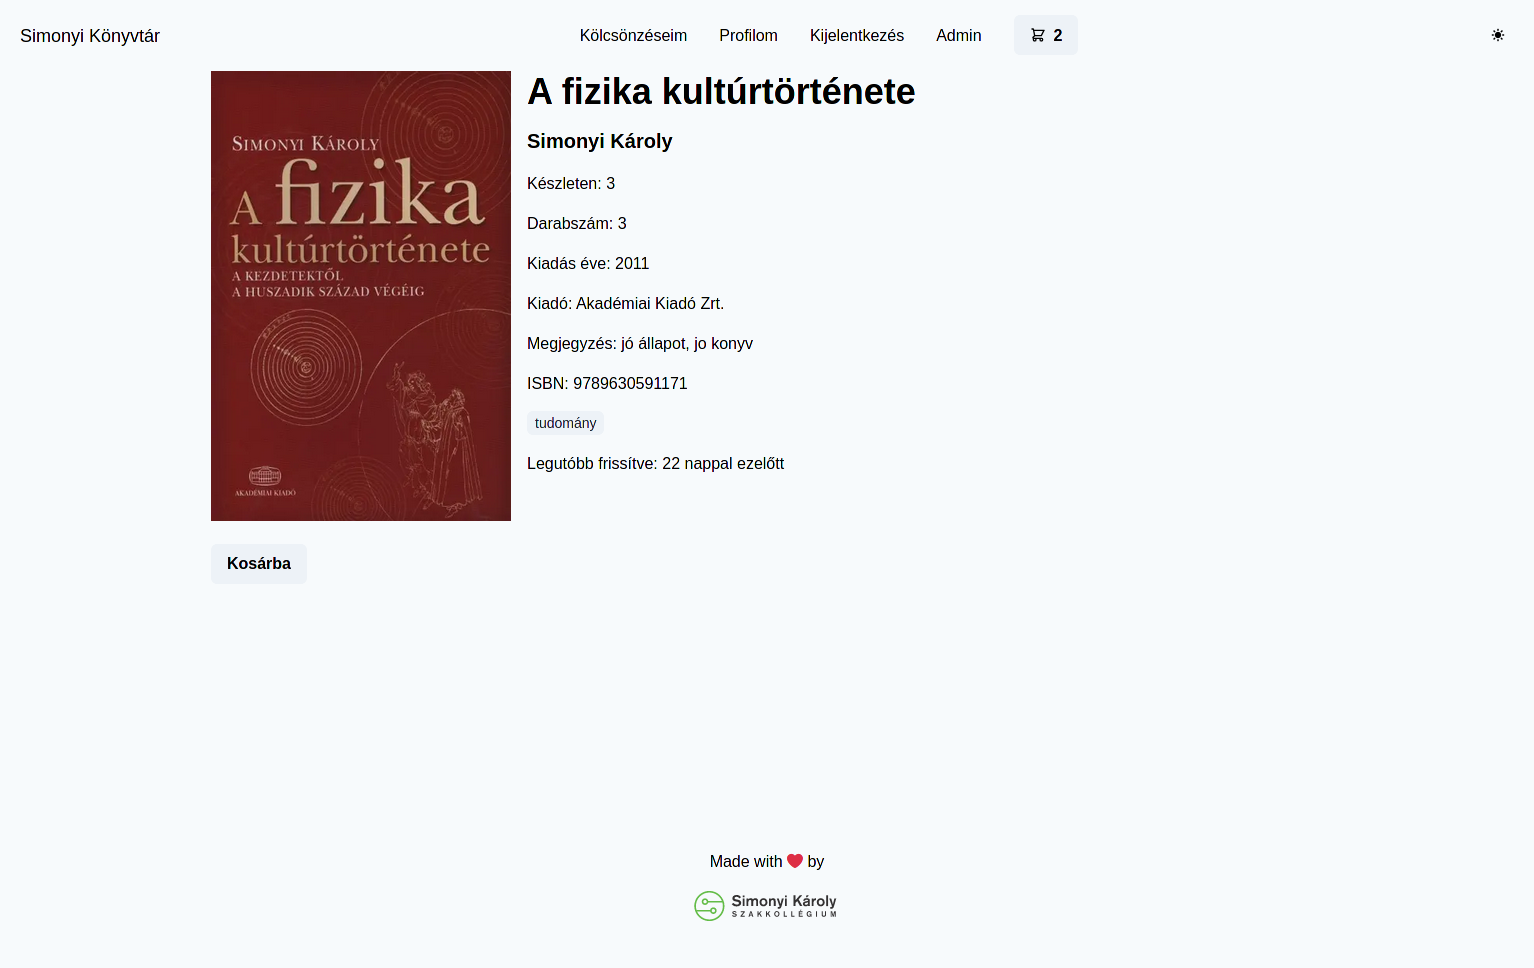 Simonyi Könyvtár
Kölcsönzéseim
Profilom
Kijelentkezés
Admin
2
SIMONYI KÁROLY
A fizika
kultúrtörténete
A KEZDETEKTŐL
A HUSZADIK SZÁZAD VÉGÉIG
AKADÉMIAI KIADÓ
A fizika kultúrtörténete
Simonyi Károly
Készleten: 3
Darabszám: 3
Kiadás éve: 2011
Kiadó: Akadémiai Kiadó Zrt.
Megjegyzés: jó állapot, jo konyv
ISBN: 9789630591171
tudomány
Legutóbb frissítve: 22 nappal ezelőtt
Kosárba
Made with ❤ by
Simonyi Károly
SZAKKOLLÉGIUM